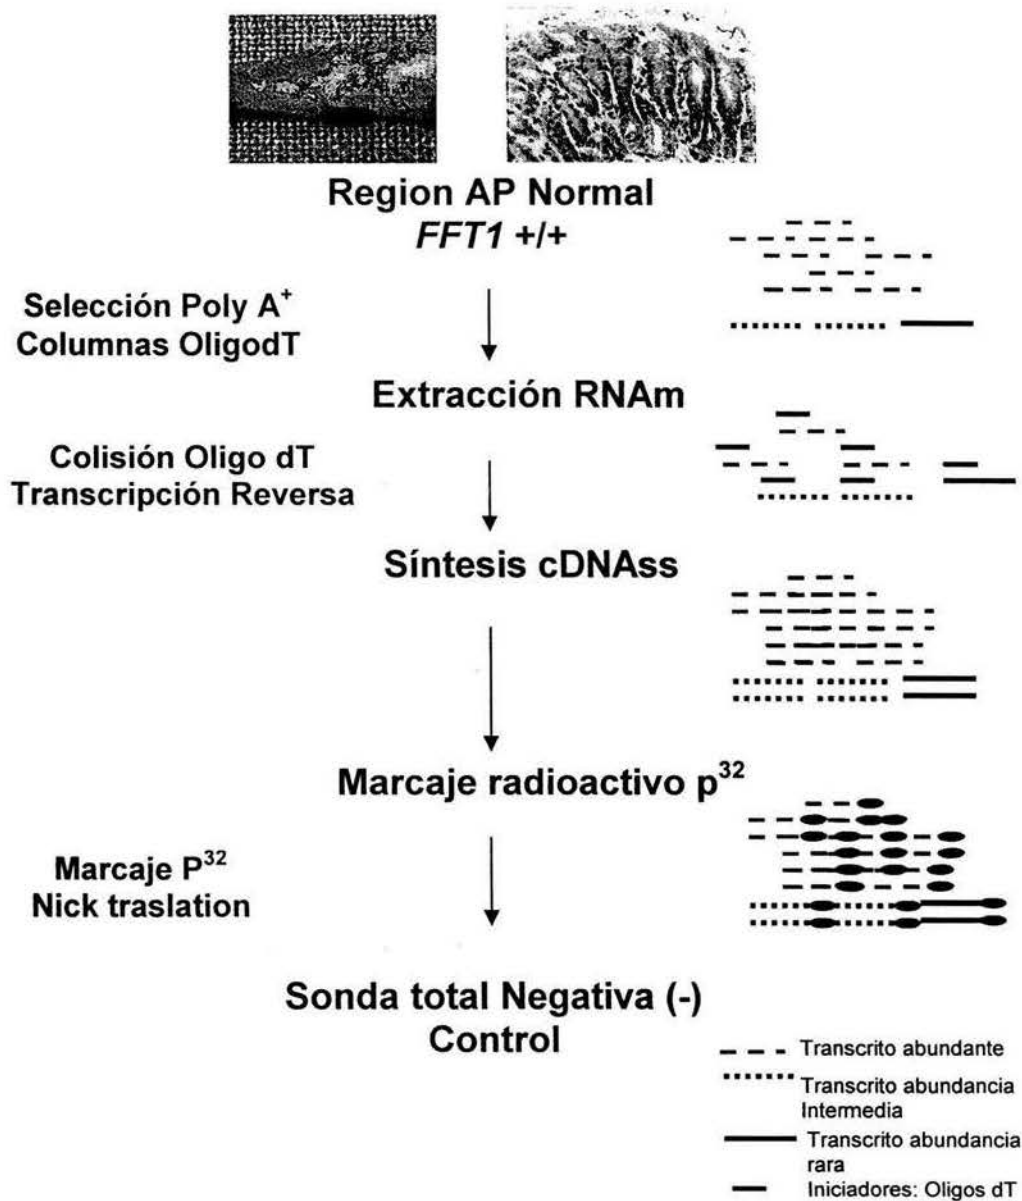 Region AP Normal
FFT1 +/+
Selección Poly A⁺
Columnas OligodT
Extracción RNAm
Colisión Oligo dT
Transcripción Reversa
Síntesis cDNAss
Marcaje radioactivo p³²
Marcaje P³²
Nick traslation
Sonda total Negativa (-)
Control
Transcrito abundante
Transcrito abundancia
Intermedia
Transcrito abundancia
rara
Iniciadores: Oligos dT